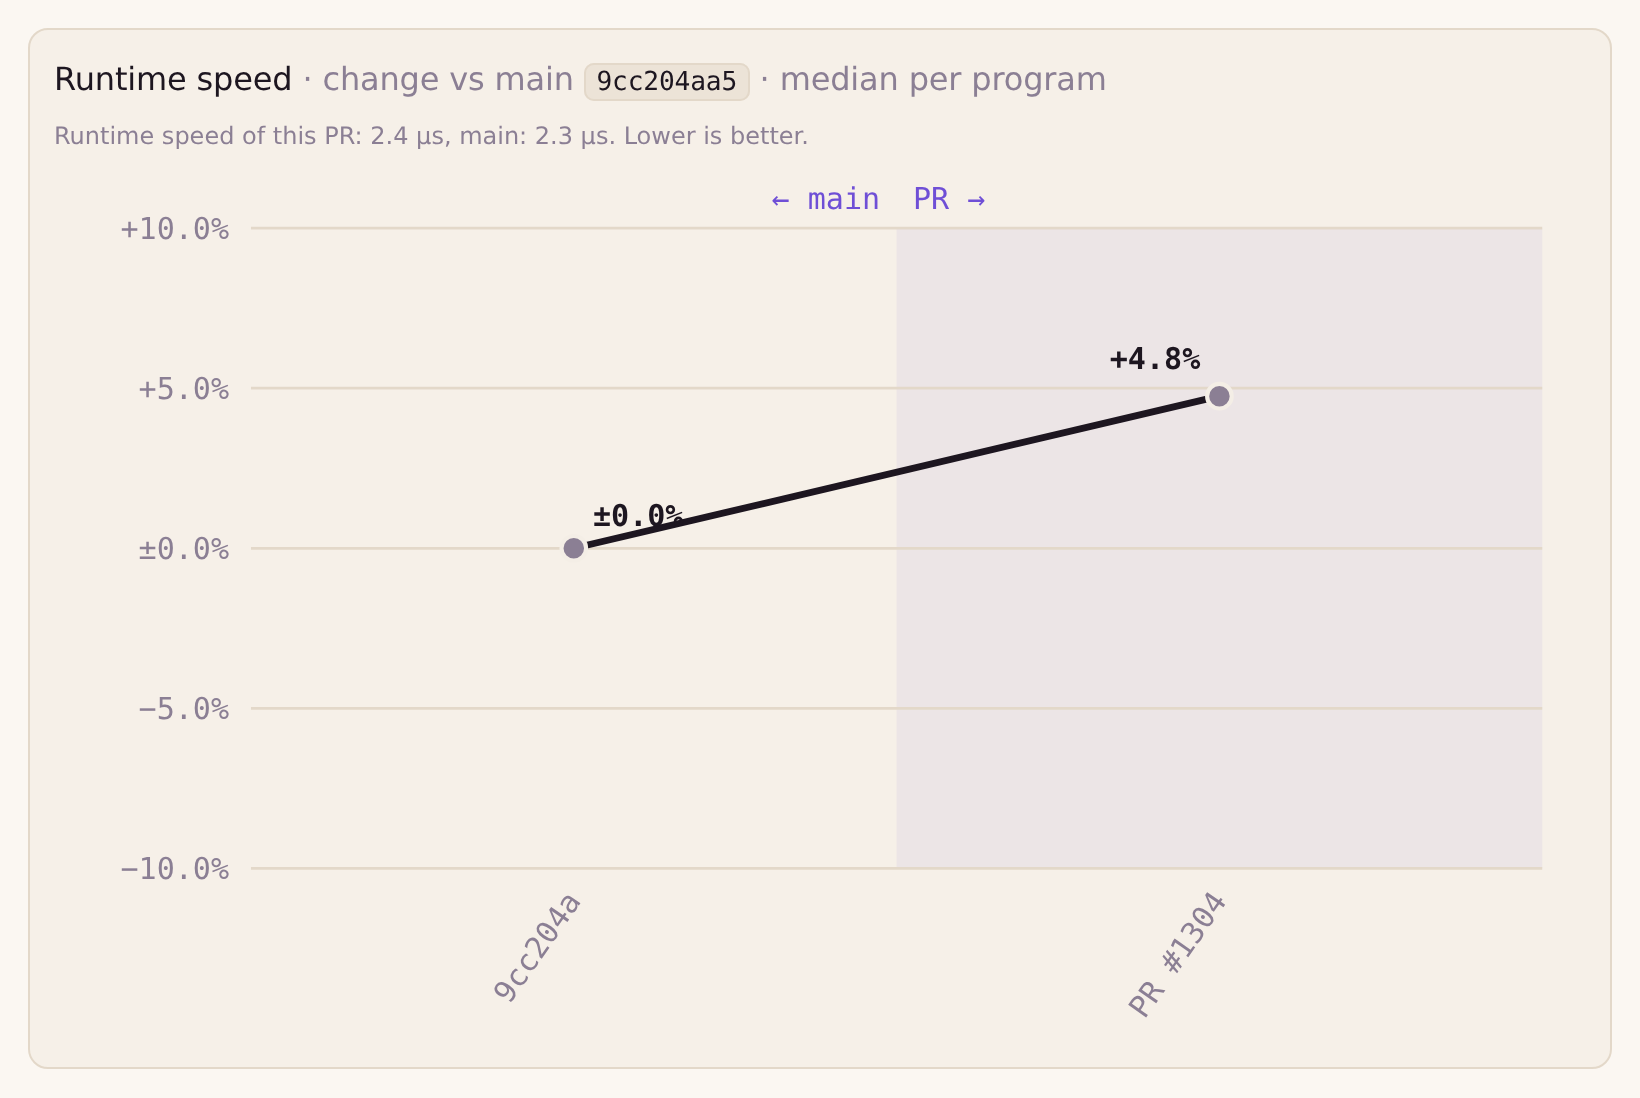 Runtime speed · change vs main 9cc204aa5 · median per program
Runtime speed of this PR: 2.4 µs, main: 2.3 µs. Lower is better.
← main PR →
+10.0%
+5.0%
±0.0%
−5.0%
−10.0%
±0.0%
+4.8%
9cc204a
PR #1304